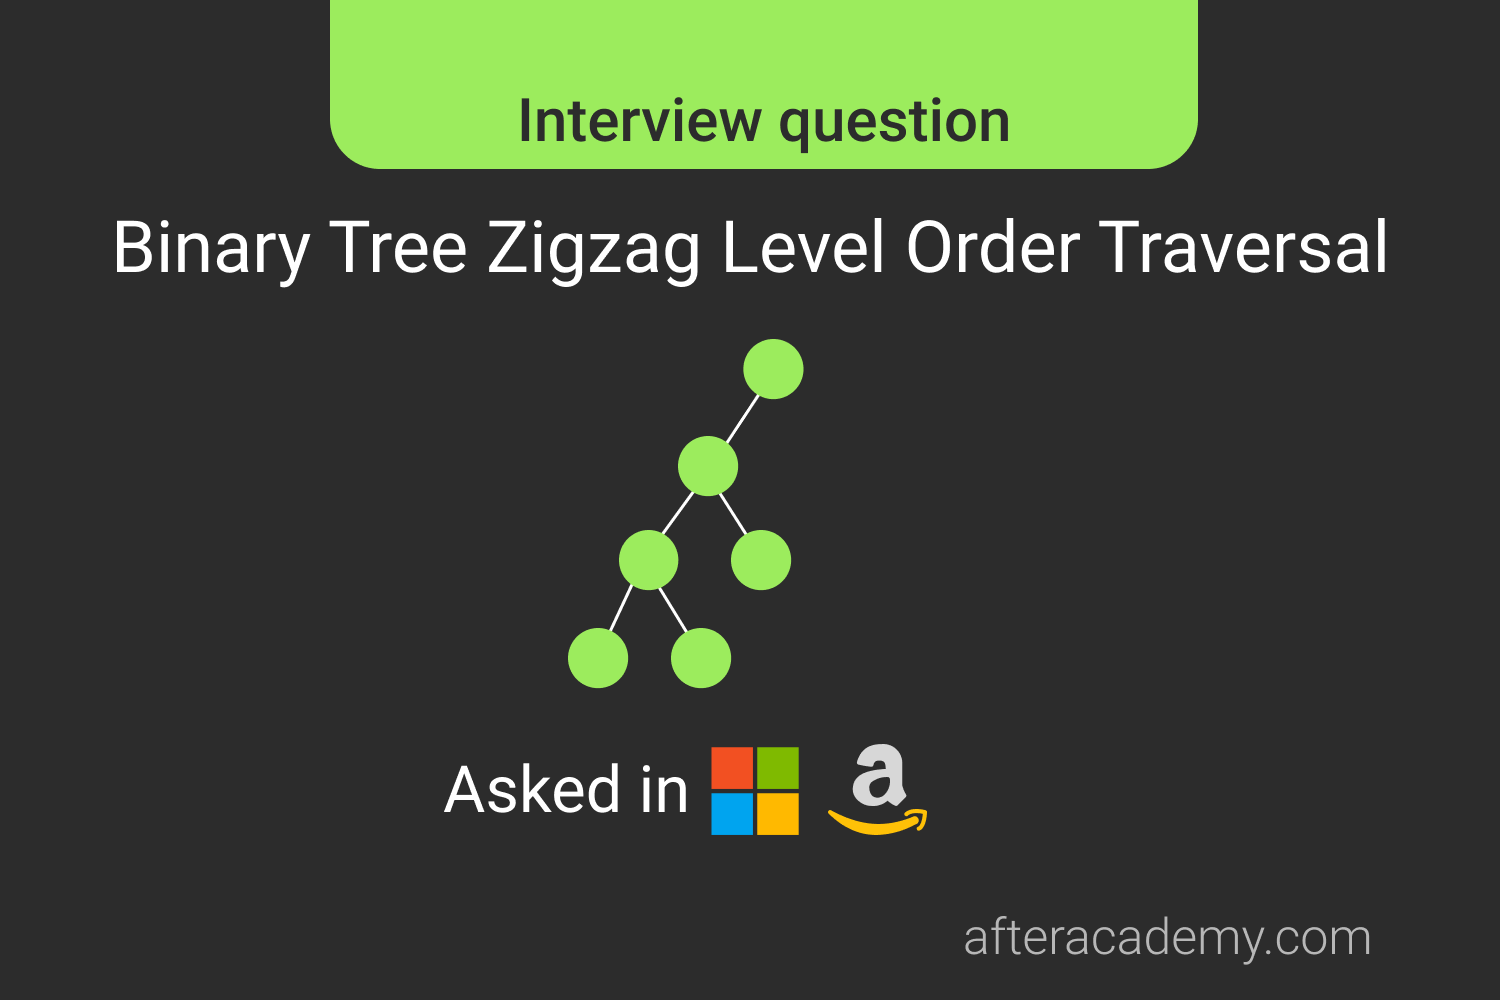 Interview question
Binary Tree Zigzag Level Order Traversal
Asked in
afteracademy.com